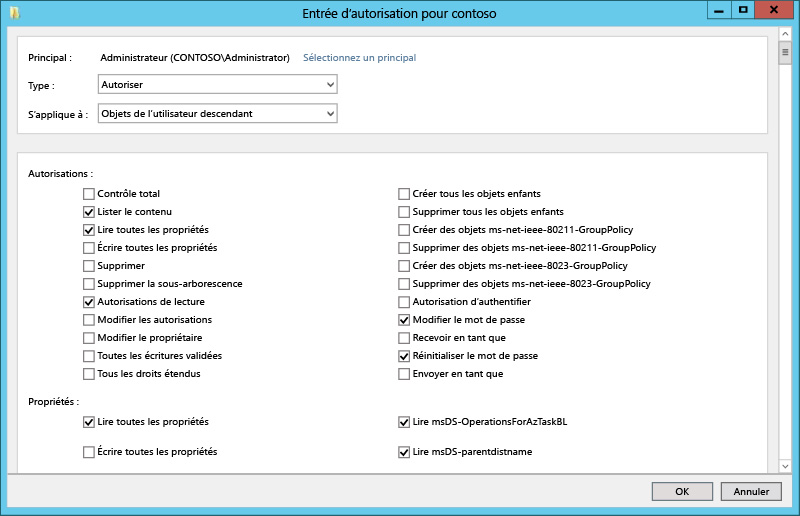 Entrée d’autorisation pour contoso
Principal : Administrateur (CONTOSO\Administrator) Sélectionnez un principal
Type : Autoriser
S’applique à : Objets de l’utilisateur descendant
Autorisations :
Contrôle total Créer tous les objets enfants
Lister le contenu Supprimer tous les objets enfants
Lire toutes les propriétés Créer des objets ms-net-ieee-80211-GroupPolicy
Écrire toutes les propriétés Supprimer des objets ms-net-ieee-80211-GroupPolicy
Supprimer Créer des objets ms-net-ieee-8023-GroupPolicy
Supprimer la sous-arborescence Supprimer des objets ms-net-ieee-8023-GroupPolicy
Autorisations de lecture Autorisation d’authentifier
Modifier les autorisations Modifier le mot de passe
Modifier le propriétaire Recevoir en tant que
Toutes les écritures validées Réinitialiser le mot de passe
Tous les droits étendus Envoyer en tant que
Propriétés :
Lire toutes les propriétés Lire msDS-OperationsForAzTaskBL
Écrire toutes les propriétés Lire msDS-parentdistname
OK Annuler